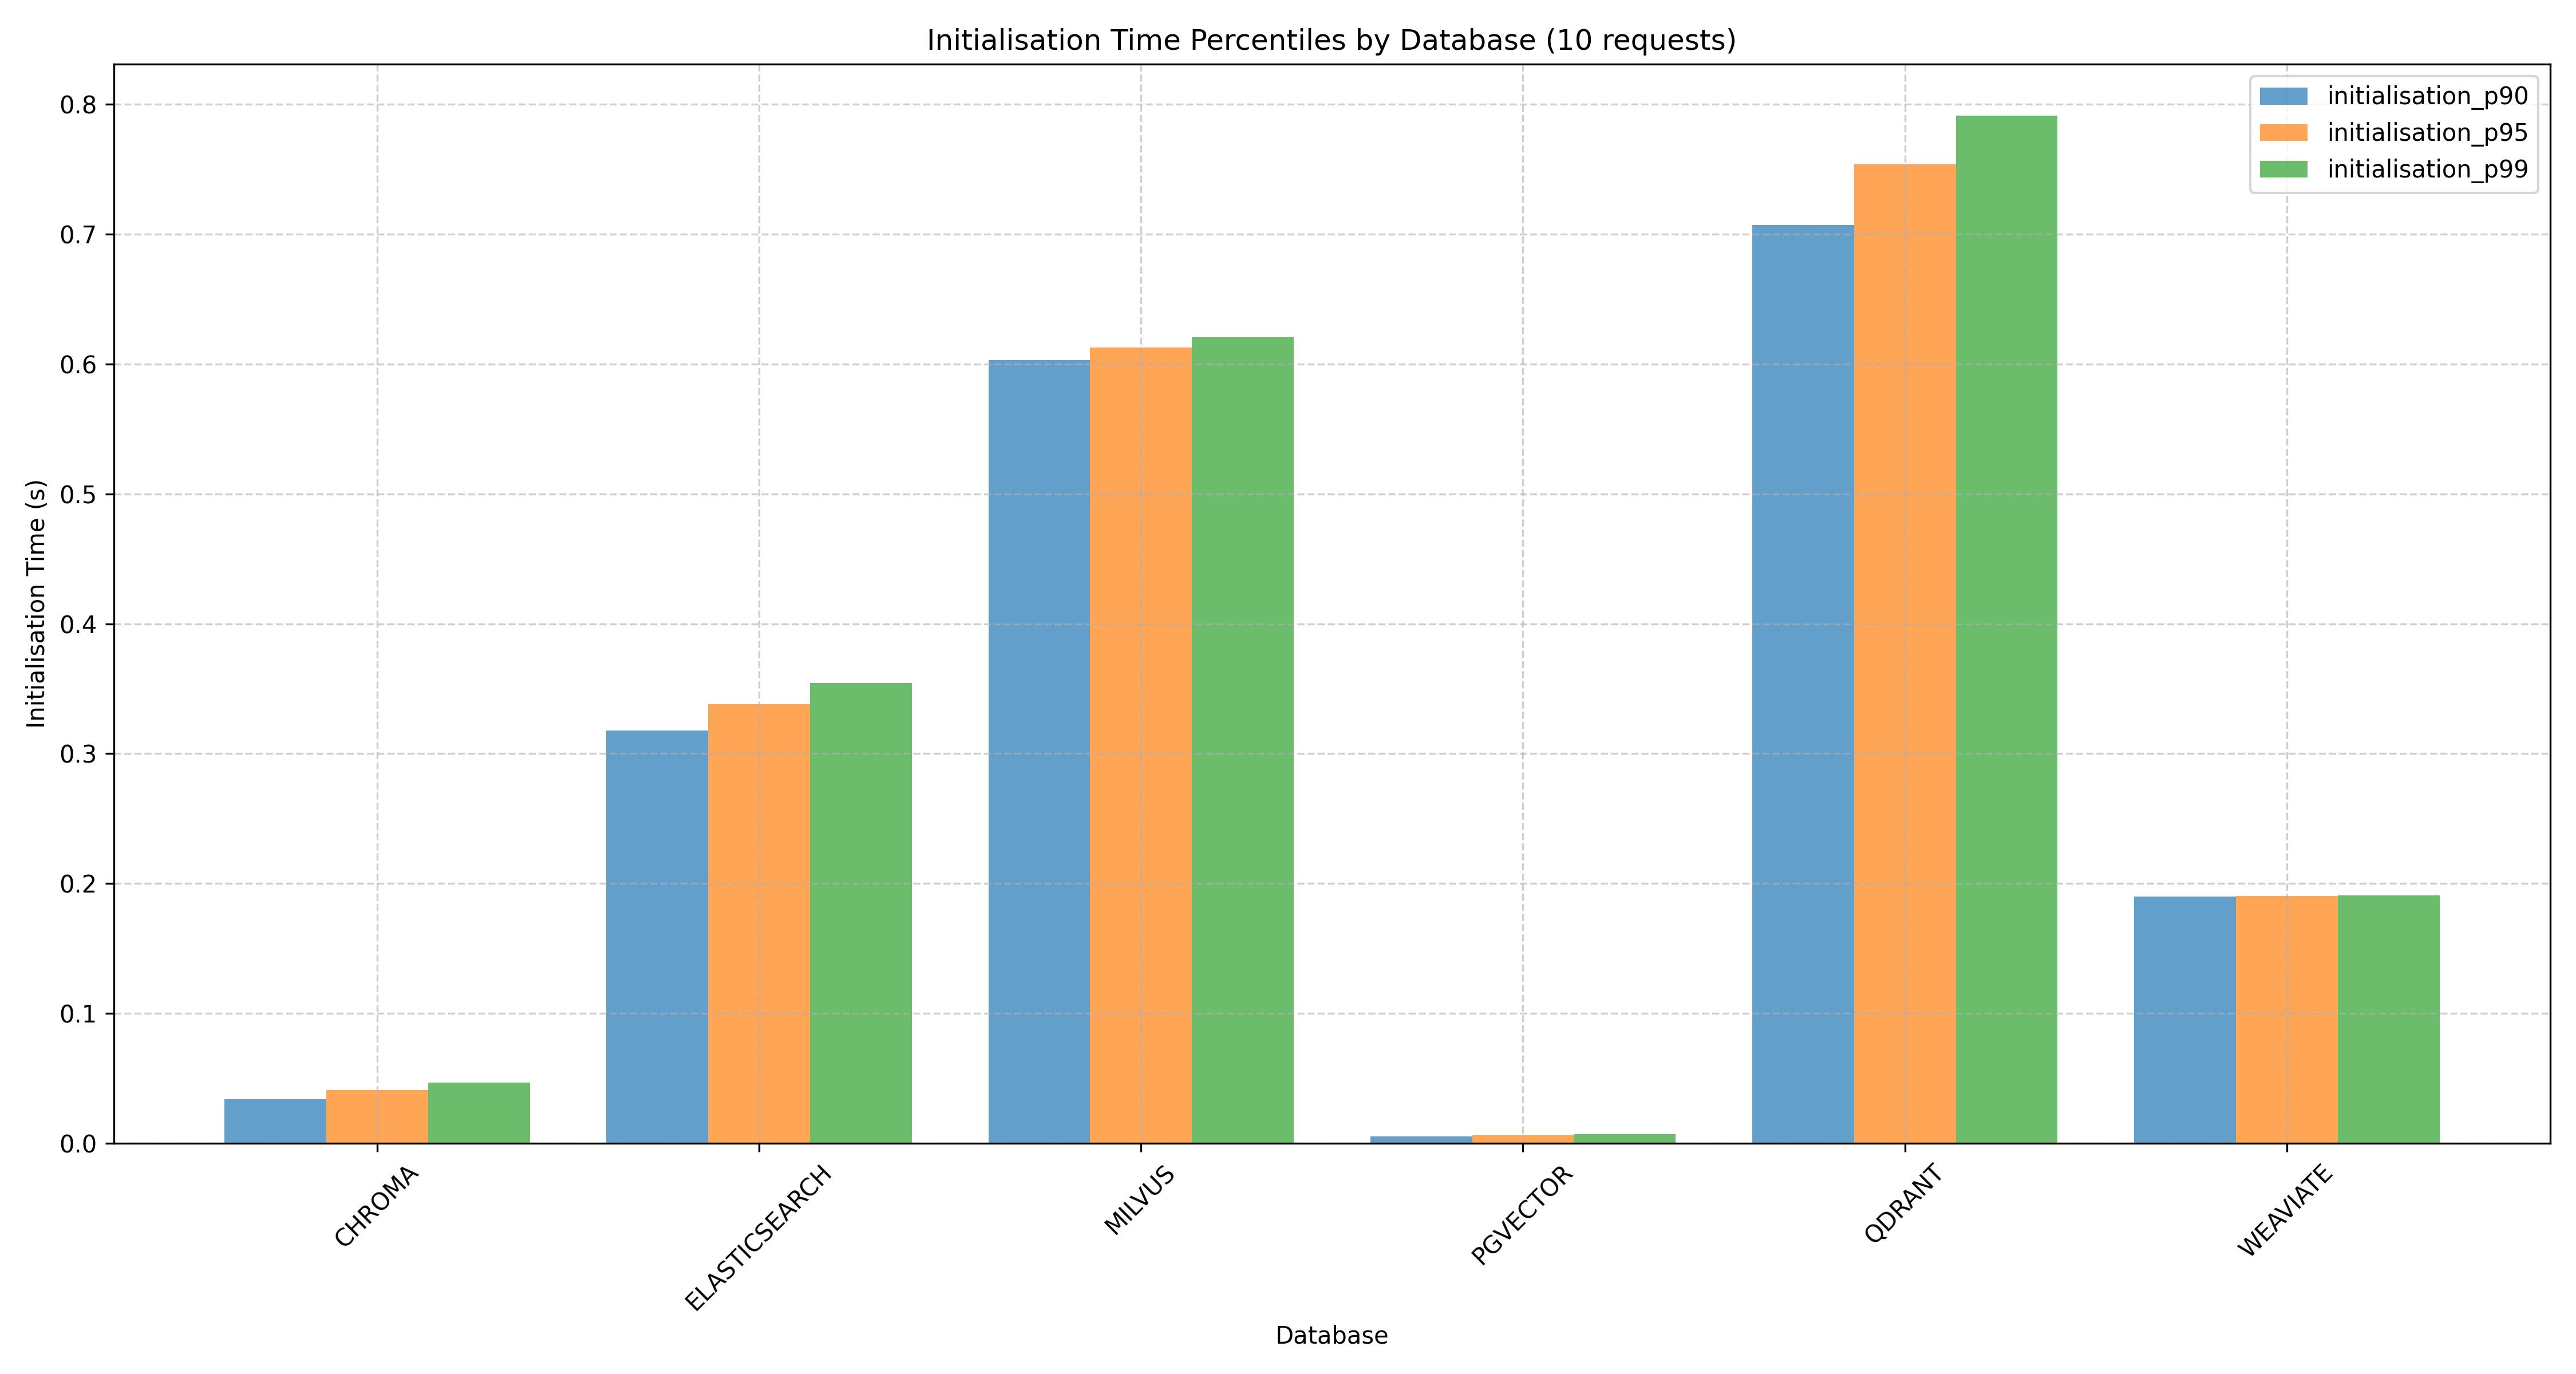 Initialisation Time Percentiles by Database (10 requests)
initialisation_p90
initialisation_p95
initialisation_p99
Initialisation Time (s)
0.8
0.7
0.6
0.5
0.4
0.3
0.2
0.1
0.0
CHROMA
ELASTICSEARCH
MILVUS
PGVECTOR
QDRANT
WEAVIATE
Database